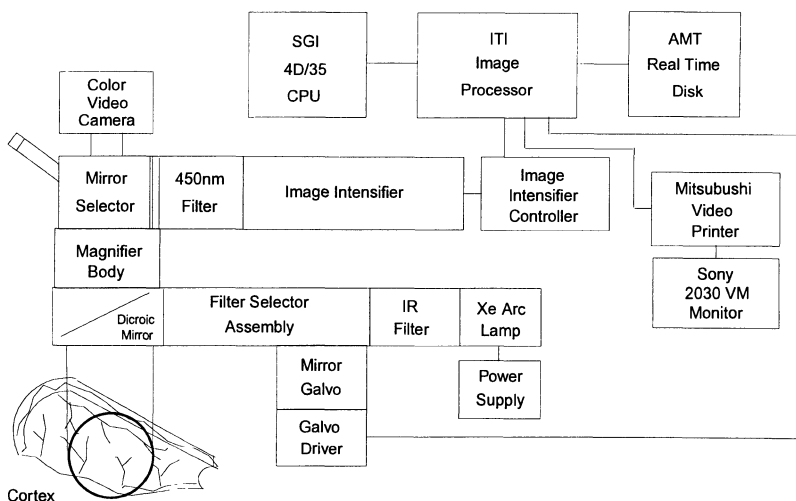 SGI
4D/35
CPU
ITI
Image
Processor
AMT
Real Time
Disk
Color
Video
Camera
Mirror
Selector
450nm
Filter
Image Intensifier
Image
Intensifier
Controller
Mitsubushi
Video
Printer
Magnifier
Body
Sony
2030 VM
Monitor
Dicroic
Mirror
Filter Selector
Assembly
IR
Filter
Xe Arc
Lamp
Mirror
Galvo
Power
Supply
Galvo
Driver
Cortex